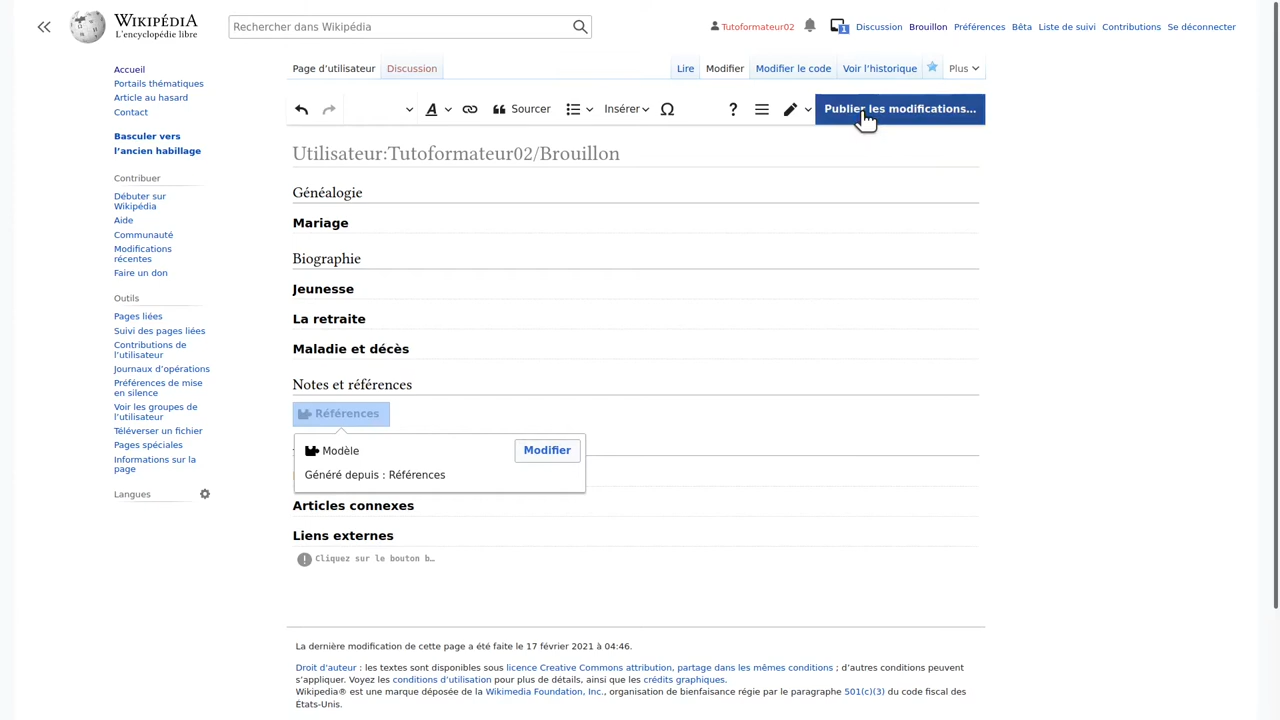 WIKIPÉDIA
L'encyclopédie libre
Rechercher dans Wikipédia
Tutoformateur02
1
Discussion
Brouillon
Préférences
Bêta
Liste de suivi
Contributions
Se déconnecter
Accueil
Portails thématiques
Article au hasard
Contact
Basculer vers
l’ancien habillage
Contribuer
Débuter sur
Wikipédia
Aide
Communauté
Modifications
récentes
Faire un don
Outils
Pages liées
Suivi des pages liées
Contributions de
l’utilisateur
Journaux d’opérations
Préférences de mise
en silence
Voir les groupes de
l’utilisateur
Téléverser un fichier
Pages spéciales
Informations sur la
page
Langues
Page d’utilisateur
Discussion
Lire
Modifier
Modifier le code
Voir l’historique
Plus
A
Sourcer
Insérer
Ω
?
Publier les modifications…
Utilisateur:Tutoformateur02/Brouillon
Généalogie
Mariage
Biographie
Jeunesse
La retraite
Maladie et décès
Notes et références
Références
Modèle
Modifier
Généré depuis : Références
Articles connexes
Liens externes
Cliquez sur le bouton b…
La dernière modification de cette page a été faite le 17 février 2021 à 04:46.
Droit d’auteur : les textes sont disponibles sous licence Creative Commons attribution, partage dans les mêmes conditions ; d’autres conditions peuvent
s’appliquer. Voyez les conditions d’utilisation pour plus de détails, ainsi que les crédits graphiques.
Wikipedia® est une marque déposée de la Wikimedia Foundation, Inc., organisation de bienfaisance régie par le paragraphe 501(c)(3) du code fiscal des
États-Unis.